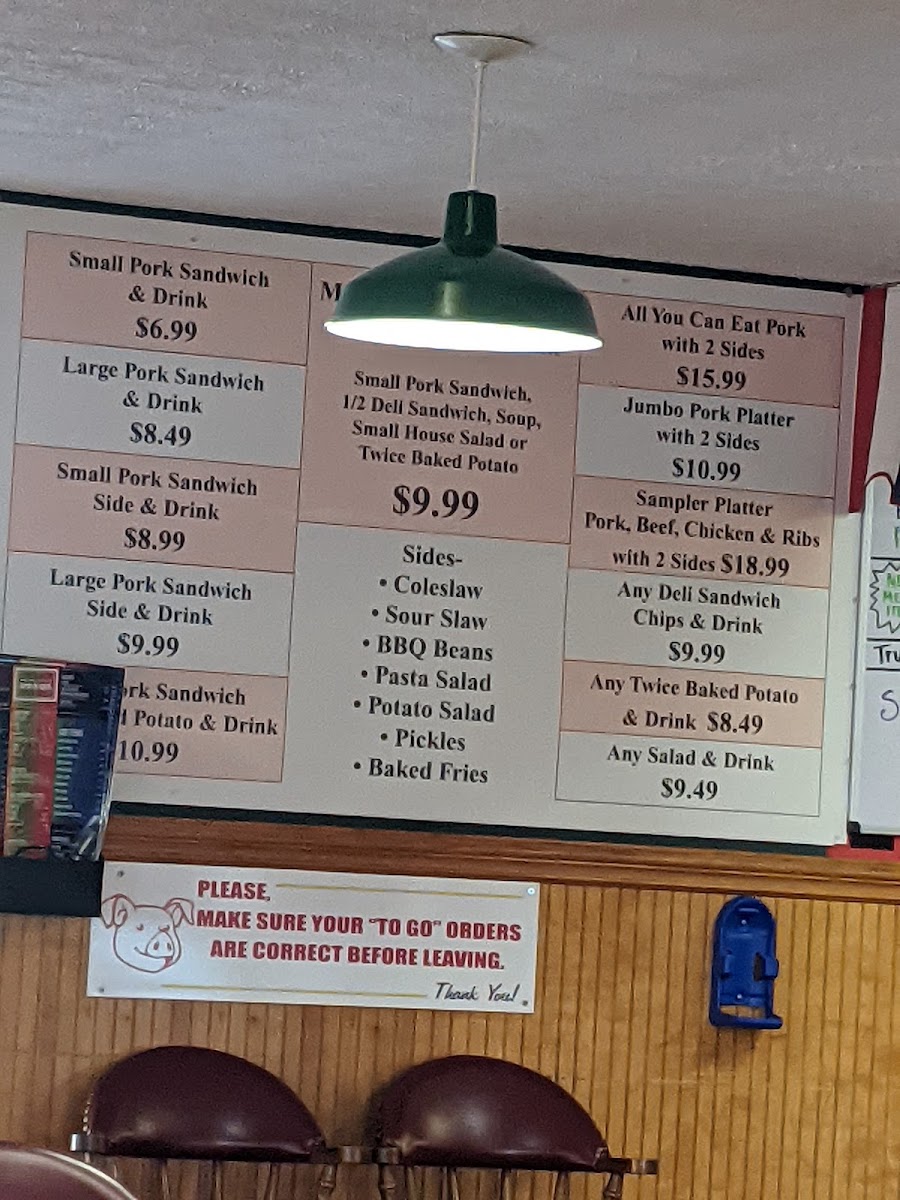 Small Pork Sandwich
& Drink
$6.99
Large Pork Sandwich
& Drink
$8.49
Small Pork Sandwich
Side & Drink
$8.99
Large Pork Sandwich
Side & Drink
$9.99
Sandwich
Potato & Drink
10.99
M
Small Pork Sandwich,
1/2 Deli Sandwich, Soup,
Small House Salad or
Twice Baked Potato
$9.99
Sides-
• Coleslaw
• Sour Slaw
• BBQ Beans
• Pasta Salad
• Potato Salad
• Pickles
• Baked Fries
All You Can Eat Pork
with 2 Sides
$15.99
Jumbo Pork Platter
with 2 Sides
$10.99
Sampler Platter
Pork, Beef, Chicken & Ribs
with 2 Sides $18.99
Any Deli Sandwich
Chips & Drink
$9.99
Any Twice Baked Potato
& Drink $8.49
Any Salad & Drink
$9.49
PLEASE,
MAKE SURE YOUR "TO GO" ORDERS
ARE CORRECT BEFORE LEAVING.
Thank You!